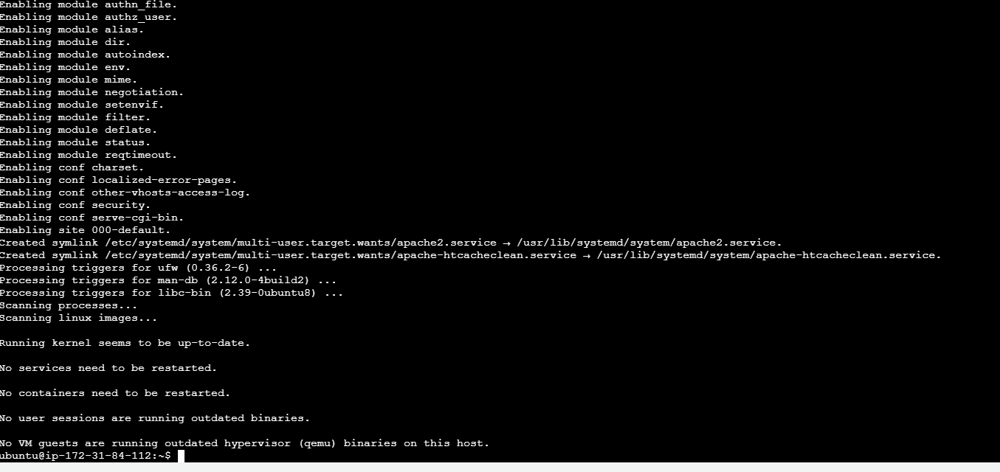 Enabling module authn_file.
Enabling module authz_user.
Enabling module alias.
Enabling module dir.
Enabling module autoindex.
Enabling module env.
Enabling module mime.
Enabling module negotiation.
Enabling module setenvif.
Enabling module filter.
Enabling module deflate.
Enabling module status.
Enabling module reqtimeout.
Enabling conf charset.
Enabling conf localized-error-pages.
Enabling conf other-vhosts-access-log.
Enabling conf security.
Enabling conf serve-cgi-bin.
Enabling site 000-default.
Created symlink /etc/systemd/system/multi-user.target.wants/apache2.service → /usr/lib/systemd/system/apache2.service.
Created symlink /etc/systemd/system/multi-user.target.wants/apache-htcacheclean.service → /usr/lib/systemd/system/apache-htcacheclean.service.
Processing triggers for ufw (0.36.2-6) ...
Processing triggers for man-db (2.12.0-4build2) ...
Processing triggers for libc-bin (2.39-0ubuntu8) ...
Scanning processes...
Scanning linux images...
Running kernel seems to be up-to-date.
No services need to be restarted.
No containers need to be restarted.
No user sessions are running outdated binaries.
No VM guests are running outdated hypervisor (qemu) binaries on this host.
ubuntu@ip-172-31-84-112:~$